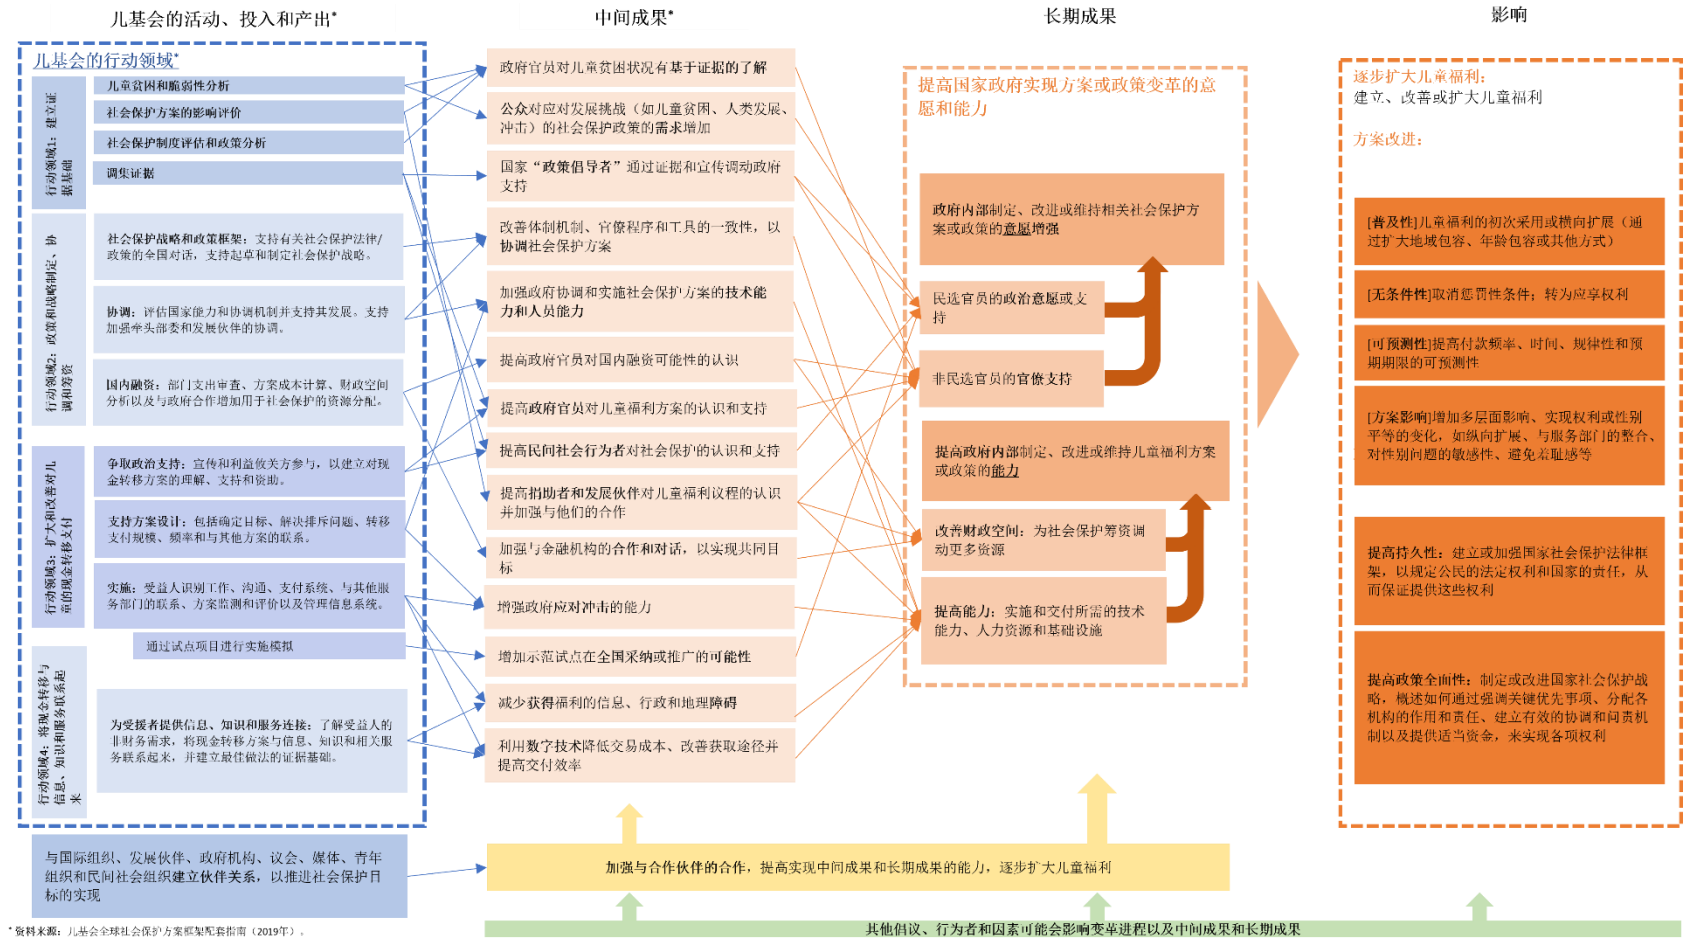 儿基会的活动、投入和产出*
中间成果*
长期成果
影响
儿基会的行动领域*
行动领域1：建立证
据基础
儿童贫困和脆弱性分析
社会保护方案的影响评价
社会保护制度评估和政策分析
调集证据
行动领域2：政策和战略制定、协
调和筹资
社会保护战略和政策框架：支持有关社会保护法律/
政策的全国对话，支持起草和制定社会保护战略。
协调：评估国家能力和协调机制并支持其发展。支持
加强牵头部委和发展伙伴的协调。
国内融资：部门支出审查、方案成本计算、财政空间
分析以及与政府合作增加用于社会保护的资源分配。
行动领域3：扩大和改善对儿
童的现金转移支付
争取政治支持：宣传和利益攸关方参与，以建立对现
金转移方案的理解、支持和资助。
支持方案设计：包括确定目标、解决排斥问题、转移
支付规模、频率和与其他方案的联系。
实施：受益人识别工作、沟通、支付系统、与其他服
务部门的联系、方案监测和评价以及管理信息系统。
通过试点项目进行实施模拟
行动领域4：将现金转移与
信息、知识和服务联系起
来
为受援者提供信息、知识和服务连接：了解受益人的
非财务需求，将现金转移方案与信息、知识和相关服
务联系起来，并建立最佳做法的证据基础。
与国际组织、发展伙伴、政府机构、议会、媒体、青年
组织和民间社会组织建立伙伴关系，以推进社会保护目
标的实现
政府官员对儿童贫困状况有基于证据的了解
公众对应对发展挑战（如儿童贫困、人类发展、
冲击）的社会保护政策的需求增加
国家“政策倡导者”通过证据和宣传调动政府
支持
改善体制机制、官僚程序和工具的一致性，以
协调社会保护方案
加强政府协调和实施社会保护方案的技术能
力和人员能力
提高政府官员对国内融资可能性的认识
提高政府官员对儿童福利方案的认识和支持
提高民间社会行为者对社会保护的认识和支持
提高捐助者和发展伙伴对儿童福利议程的认识
并加强与他们的合作
加强与金融机构的合作和对话，以实现共同目
标
增强政府应对冲击的能力
增加示范试点在全国采纳或推广的可能性
减少获得福利的信息、行政和地理障碍
利用数字技术降低交易成本、改善获取途径并
提高交付效率
提高国家政府实现方案或政策变革的意
愿和能力
政府内部制定、改进或维持相关社会保护方
案或政策的意愿增强
民选官员的政治意愿或支
持
非民选官员的官僚支持
提高政府内部制定、改进或维持儿童福利方案
或政策的能力
改善财政空间：为社会保护筹资调
动更多资源
提高能力：实施和交付所需的技术
能力、人力资源和基础设施
逐步扩大儿童福利：
建立、改善或扩大儿童福利
方案改进：
[普及性]儿童福利的初次采用或横向扩展（通
过扩大地域包容、年龄包容或其他方式）
[无条件性]取消惩罚性条件；转为应享权利
[可预测性]提高付款频率、时间、规律性和预
期期限的可预测性
[方案影响]增加多层面影响、实现权利或性别
平等的变化，如纵向扩展、与服务部门的整合、
对性别问题的敏感性、避免羞耻感等
提高持久性：建立或加强国家社会保护法律框
架，以规定公民的法定权利和国家的责任，从
而保证提供这些权利
提高政策全面性：制定或改进国家社会保护战
略，概述如何通过强调关键优先事项、分配各
机构的作用和责任、建立有效的协调和问责机
制以及提供适当资金，来实现各项权利
加强与合作伙伴的合作，提高实现中间成果和长期成果的能力，逐步扩大儿童福利
其他倡议、行为者和因素可能会影响变革进程以及中间成果和长期成果
*资料来源：儿基会全球社会保护方案框架配套指南（2019年）。